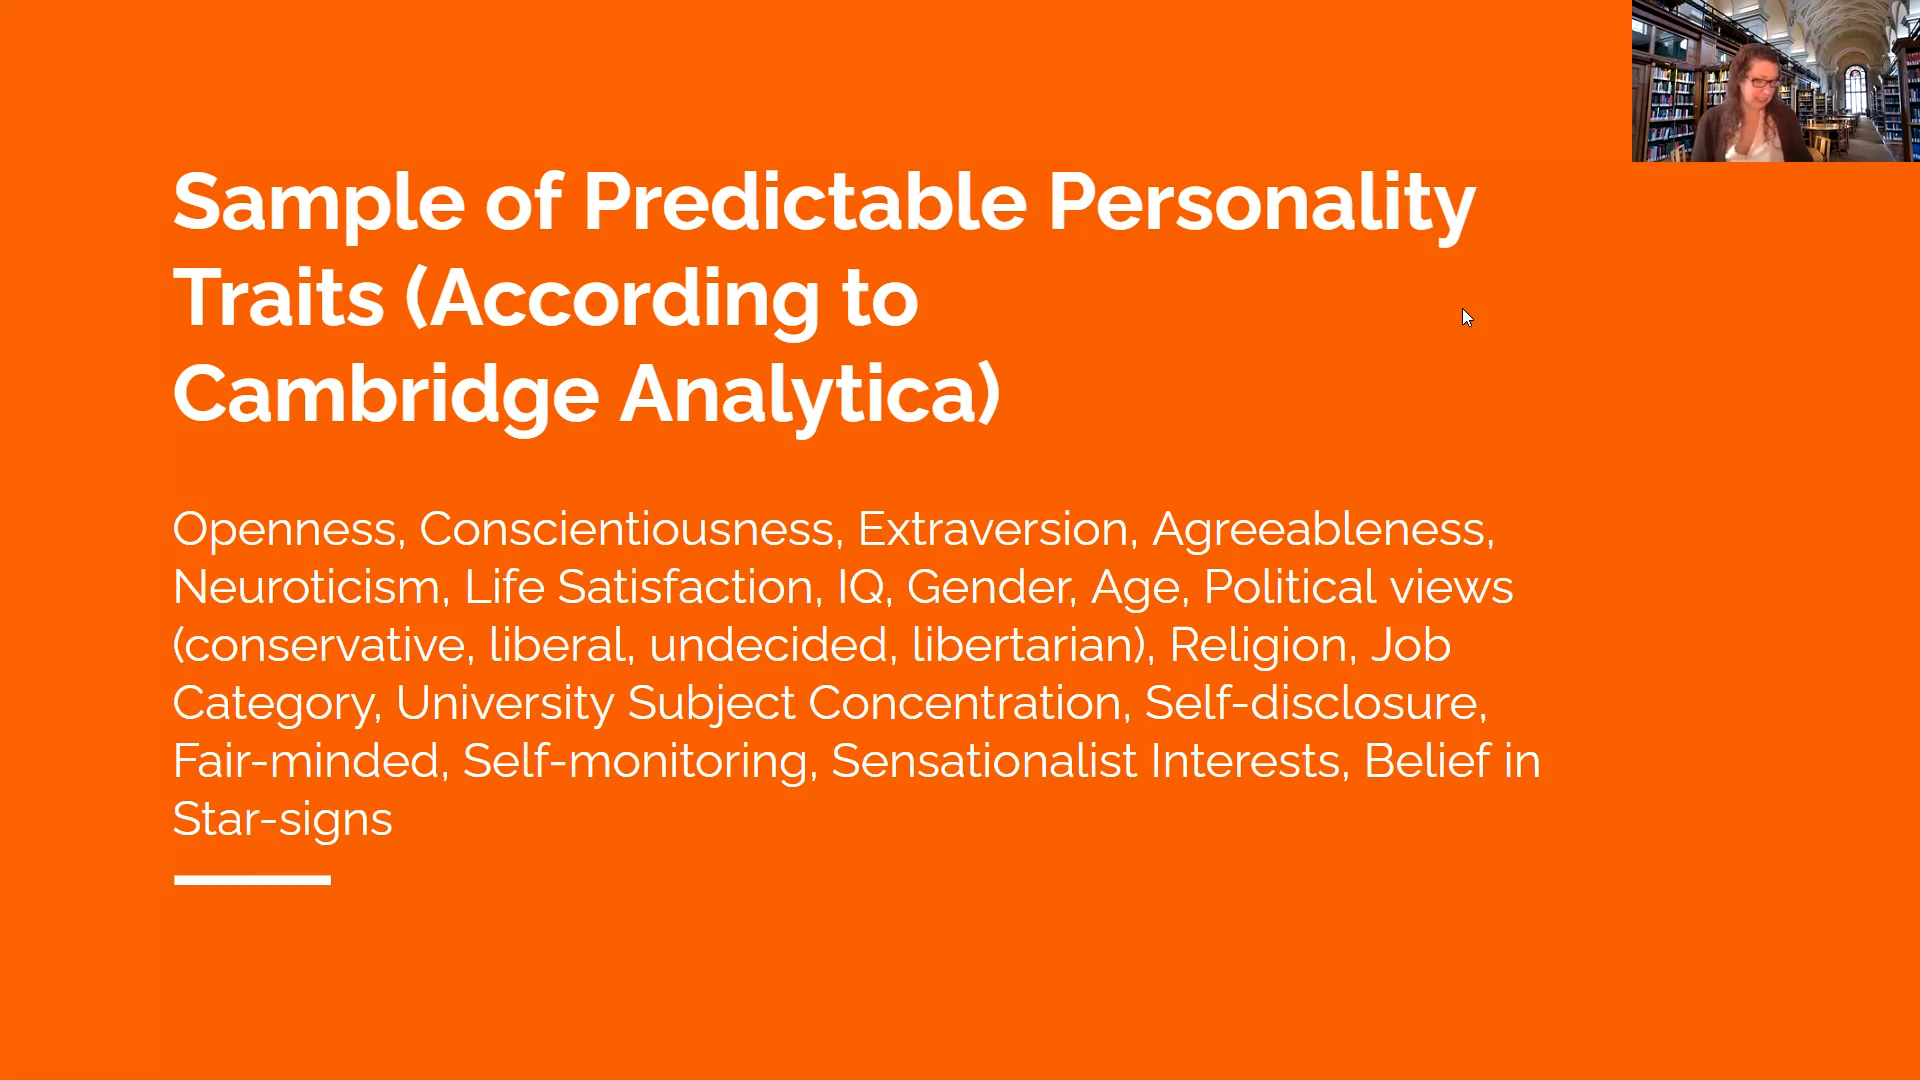 Sample of Predictable Personality
Traits (According to
Cambridge Analytica)
Openness, Conscientiousness, Extraversion, Agreeableness,
Neuroticism, Life Satisfaction, IQ, Gender, Age, Political views
(conservative, liberal, undecided, libertarian), Religion, Job
Category, University Subject Concentration, Self-disclosure,
Fair-minded, Self-monitoring, Sensationalist Interests, Belief in
Star-signs